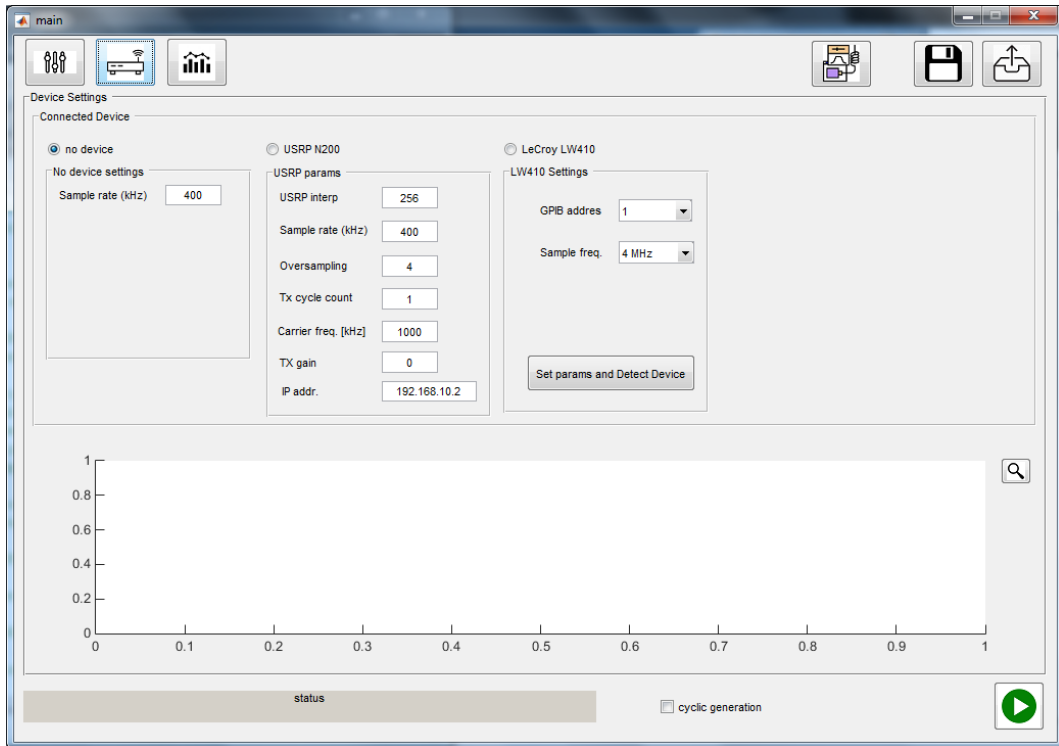 main
Device Settings
Connected Device
no device
USRP N200
LeCroy LW410
No device settings
Sample rate (kHz) 400
USRP params
USRP interp 256
Sample rate (kHz) 400
Oversampling 4
Tx cycle count 1
Carrier freq. [kHz] 1000
TX gain 0
IP addr. 192.168.10.2
LW410 Settings
GPIB addres 1
Sample freq. 4 MHz
Set params and Detect Device
1
0.8
0.6
0.4
0.2
0
0 0.1 0.2 0.3 0.4 0.5 0.6 0.7 0.8 0.9 1
status
cyclic generation